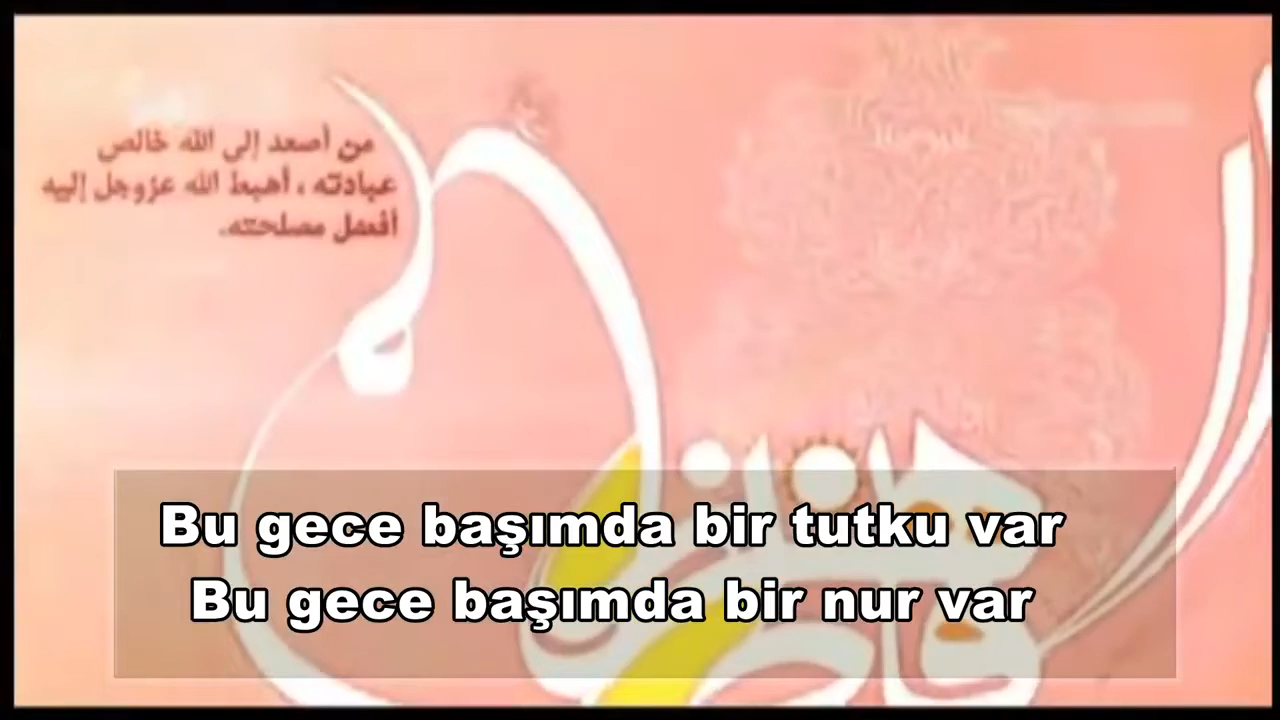 من أصعد إلى الله خالص
عبادته ، أهبط الله عزوجل إليه
أفضل مصلحته.
Bu gece başımda bir tutku var
Bu gece başımda bir nur var